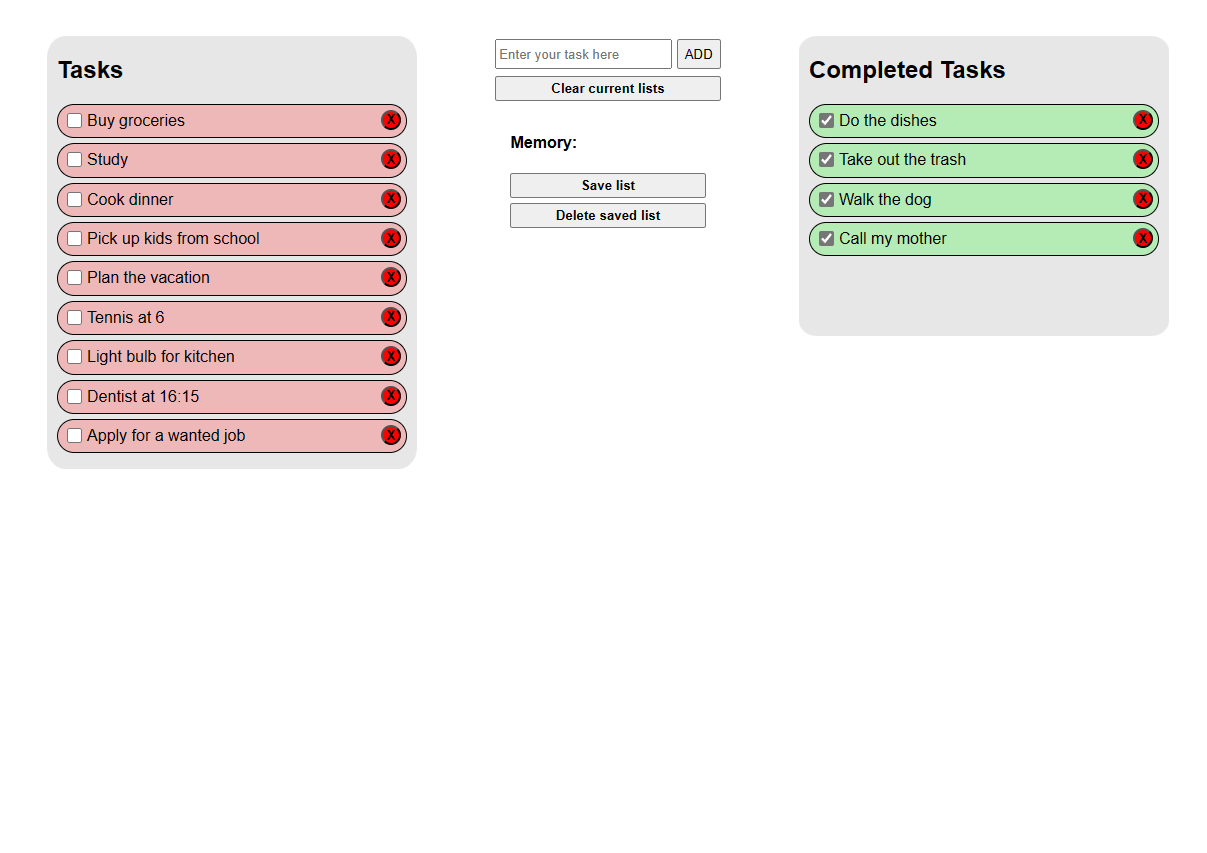 Tasks
Buy groceries X
Study X
Cook dinner X
Pick up kids from school X
Plan the vacation X
Tennis at 6 X
Light bulb for kitchen X
Dentist at 16:15 X
Apply for a wanted job X
Enter your task here ADD
Clear current lists
Memory:
Save list
Delete saved list
Completed Tasks
Do the dishes X
Take out the trash X
Walk the dog X
Call my mother X